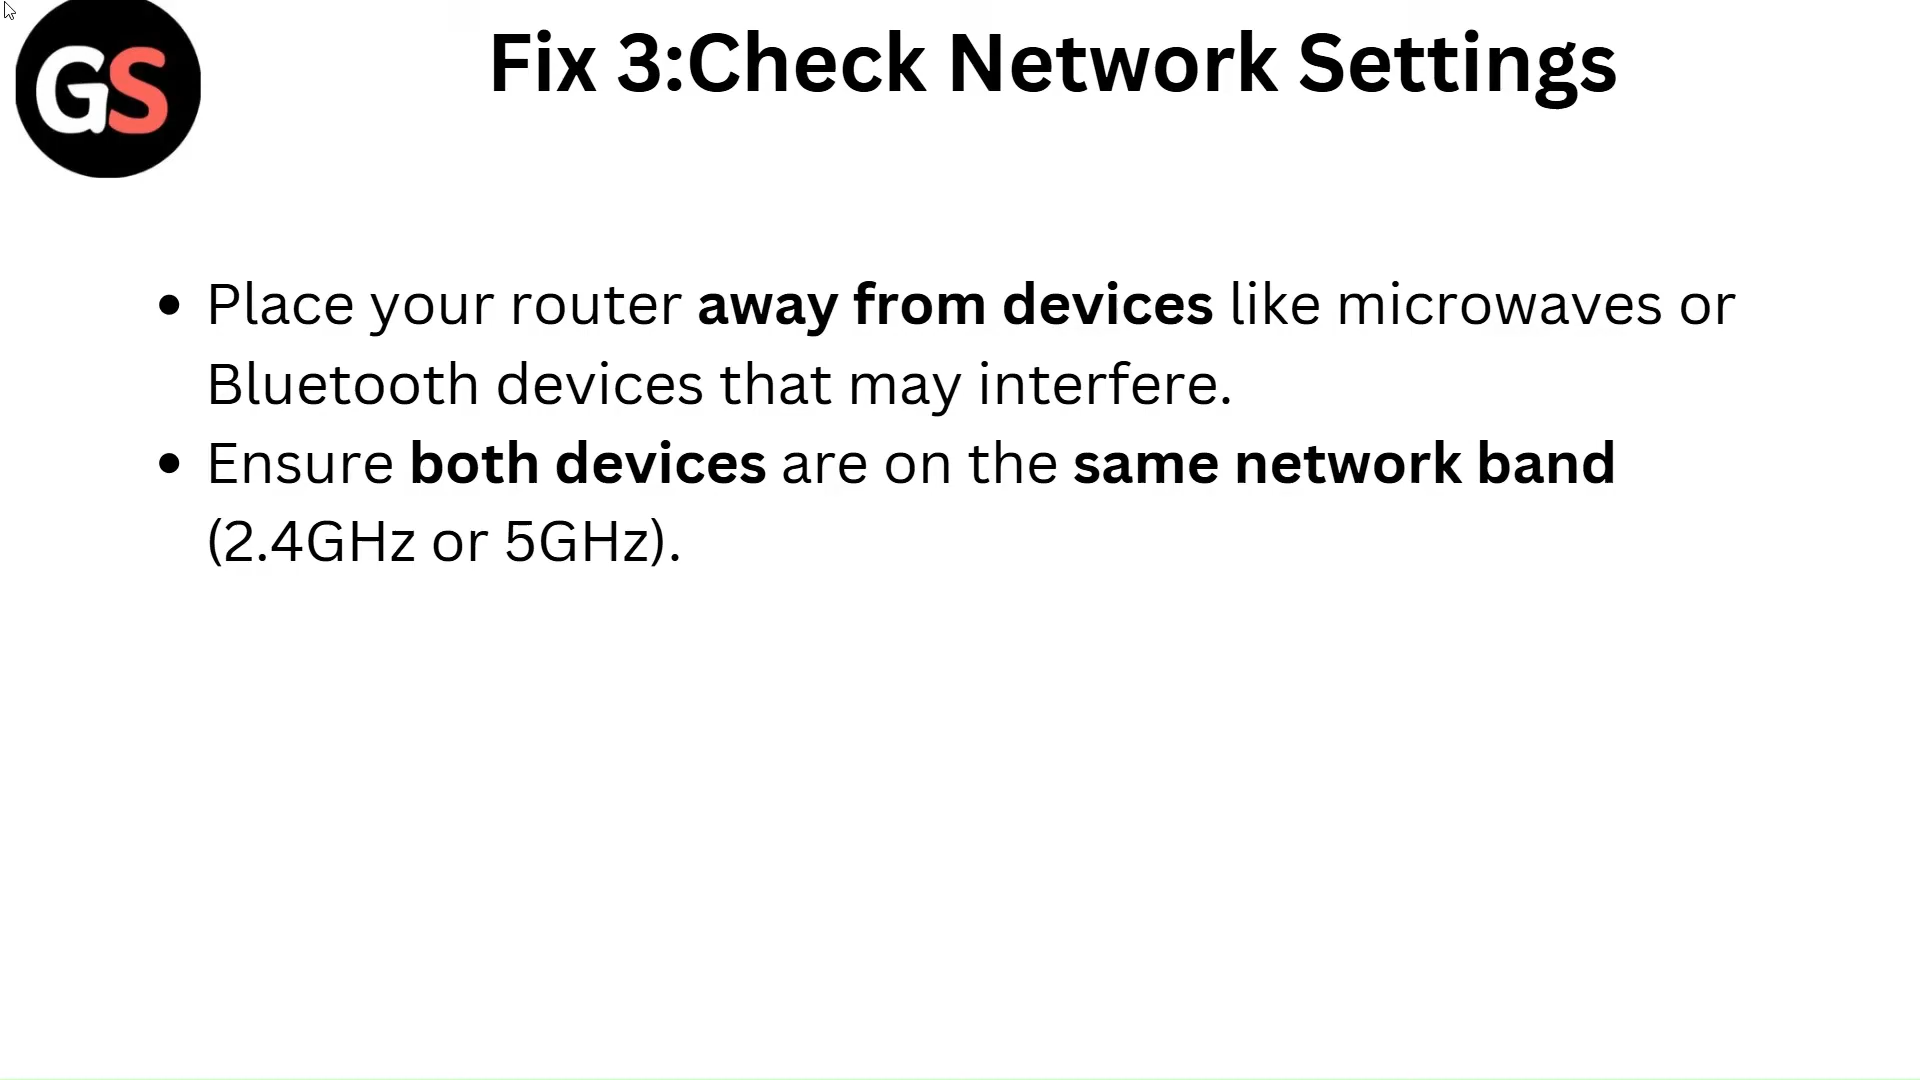 GS
Fix 3:Check Network Settings
Place your router away from devices like microwaves or
Bluetooth devices that may interfere.
Ensure both devices are on the same network band
(2.4GHz or 5GHz).